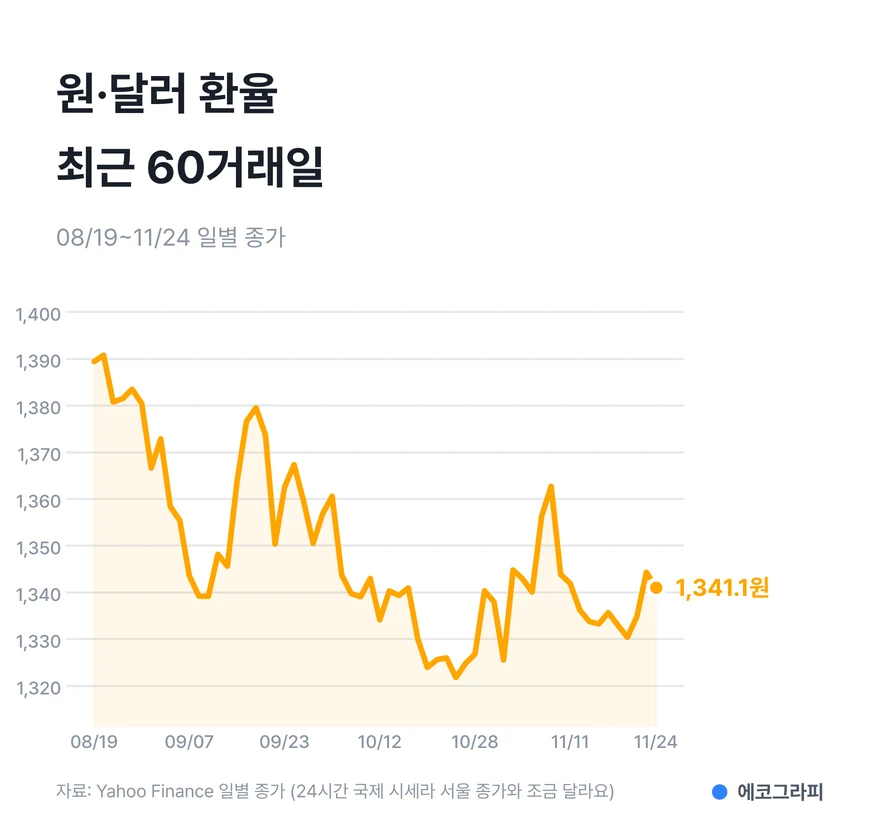 원·달러 환율
최근 60거래일
08/19~11/24 일별 종가
1,400
1,390
1,380
1,370
1,360
1,350
1,340
1,330
1,320
1,341.1원
08/19 09/07 09/23 10/12 10/28 11/11 11/24
자료: Yahoo Finance 일별 종가 (24시간 국제 시세라 서울 종가와 조금 달라요)
에코그라피